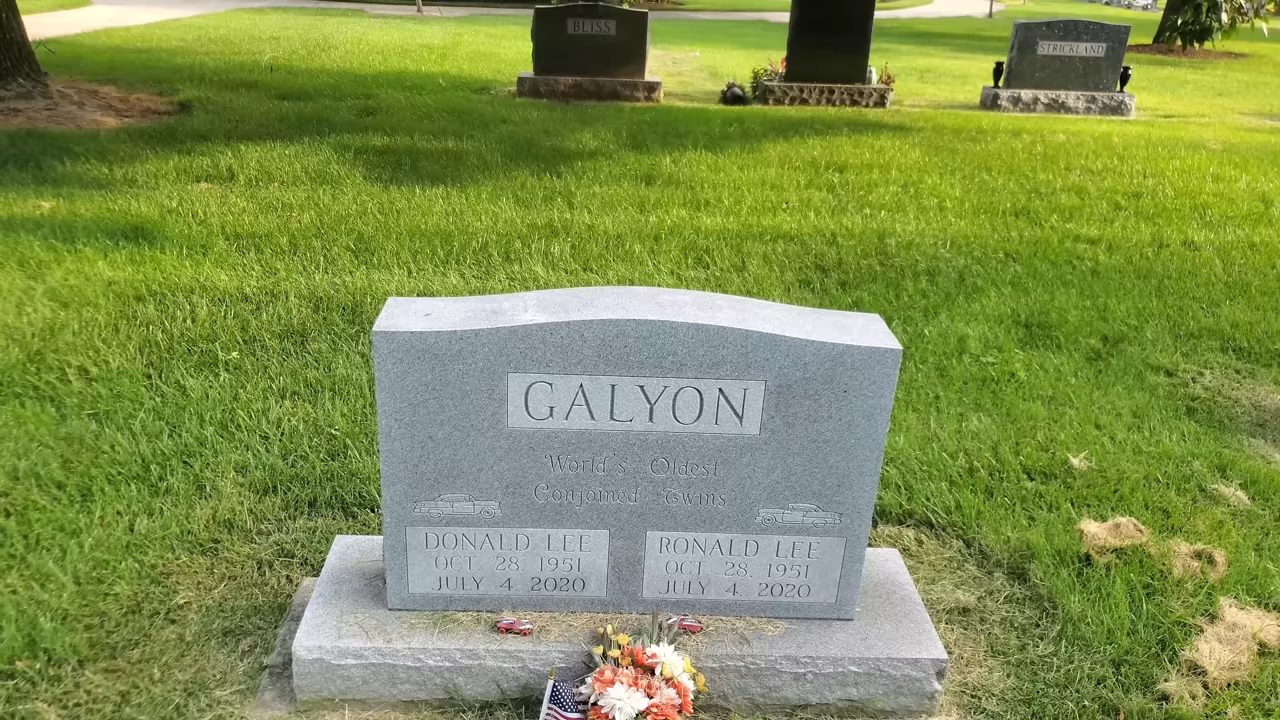 BLISS
STRICKLAND
GALYON
World's Oldest
Conjoined Twins
DONALD LEE
OCT. 28, 1951
JULY 4, 2020
RONALD LEE
OCT. 28, 1951
JULY 4, 2020